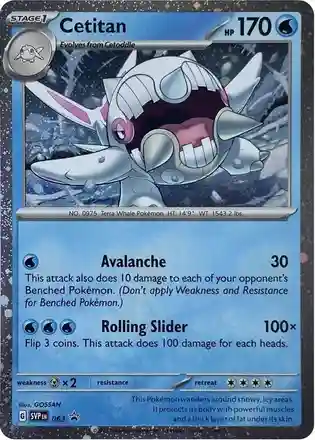 STAGE 1 Cetitan HP 170
Evolves from Cetoddle
NO. 0975 Terra Whale Pokémon HT: 14'9" WT: 1543.2 lbs.
Avalanche 30
This attack also does 10 damage to each of your opponent's
Benched Pokémon. (Don't apply Weakness and Resistance
for Benched Pokémon.)
Rolling Slider 100×
Flip 3 coins. This attack does 100 damage for each heads.
weakness ×2 resistance retreat
Illus. GOSSAN
G SVP EN 063
This Pokémon wanders around snowy, icy areas.
It protects its body with powerful muscles
and a thick layer of fat under its skin.